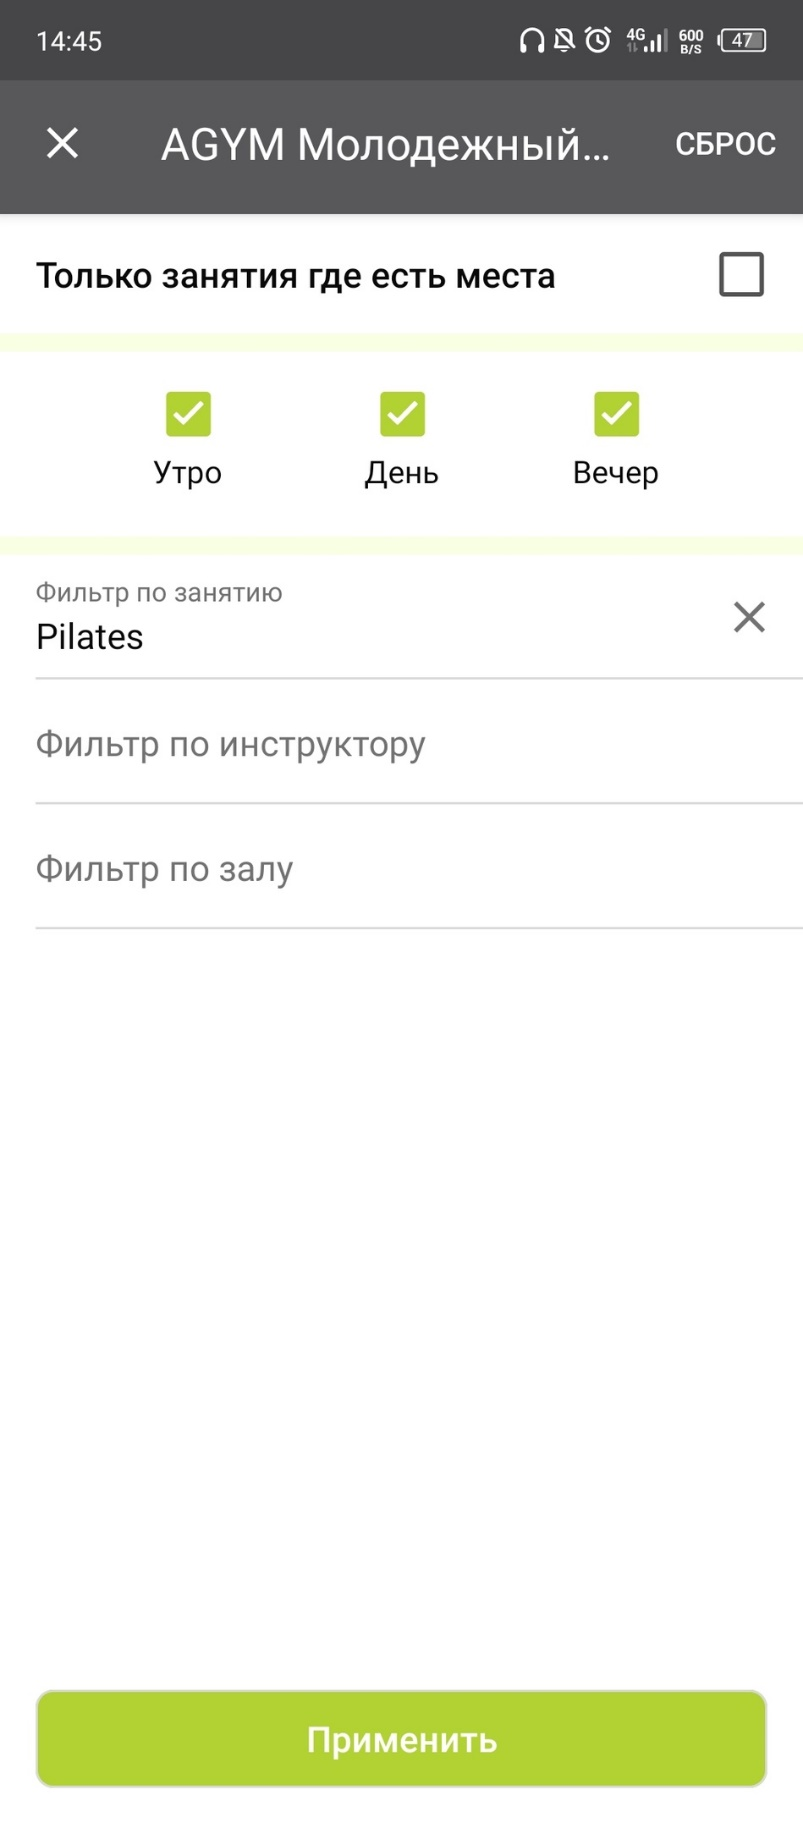 14:45
4G 600 B/S 47
AGYM Молодежный...
СБРОС
Только занятия где есть места
Утро День Вечер
Фильтр по занятию
Pilates
Фильтр по инструктору
Фильтр по залу
Применить